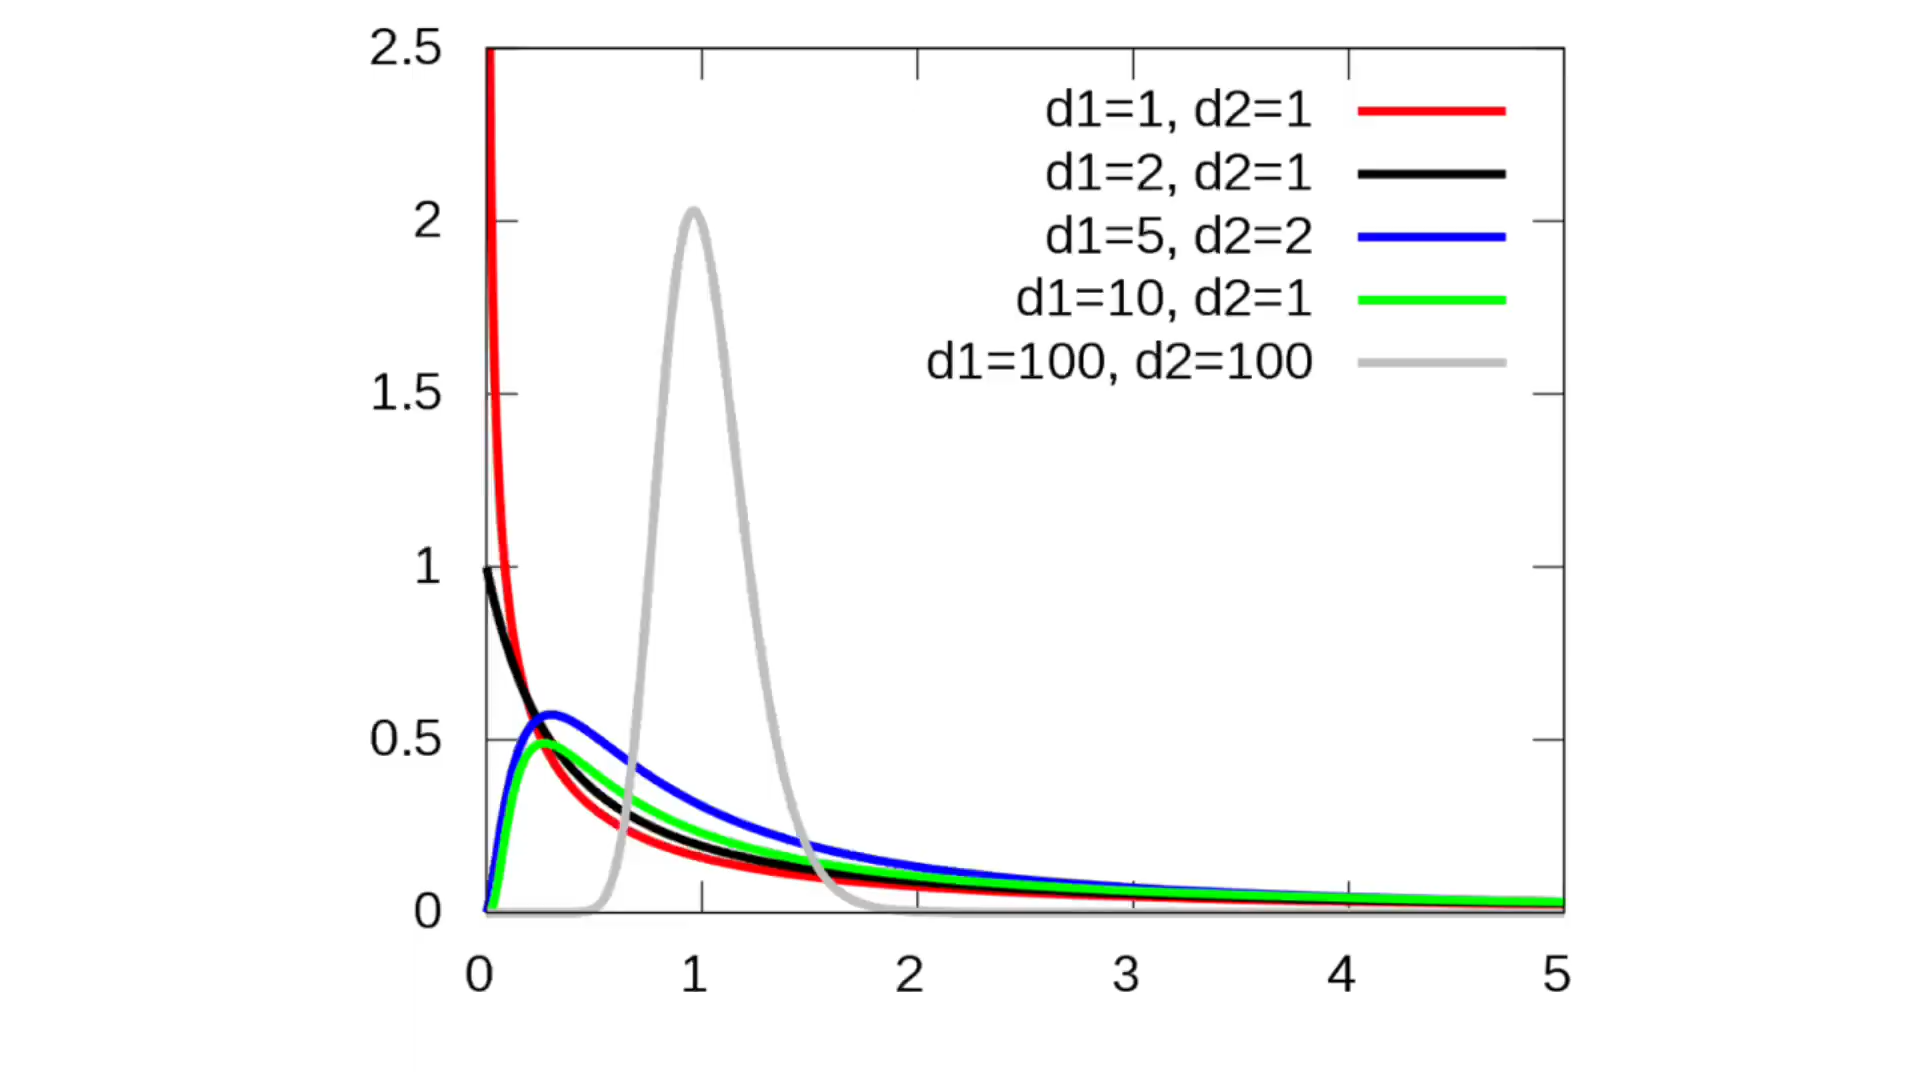 2.5
d1=1, d2=1
d1=2, d2=1
2
d1=5, d2=2
d1=10, d2=1
d1=100, d2=100
1.5
1
0.5
0
0 1 2 3 4 5